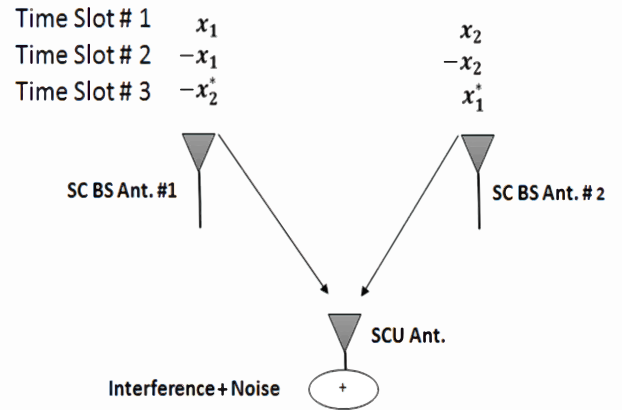 Time Slot # 1 x₁ x₂
Time Slot # 2 −x₁ −x₂
Time Slot # 3 −x₂* x₁*
SC BS Ant. #1
SC BS Ant. # 2
SCU Ant.
Interference + Noise
+